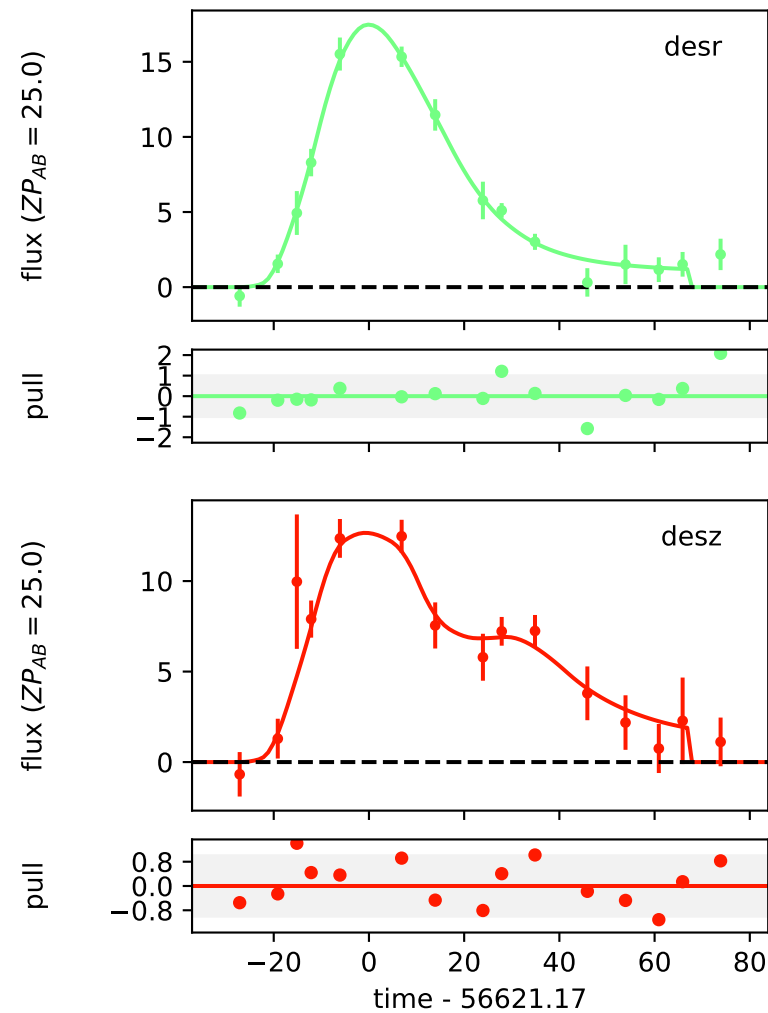 desr
flux (ZP_AB = 25.0)
15
10
5
0
pull
2
1
0
−1
−2
desz
flux (ZP_AB = 25.0)
10
5
0
pull
0.8
0.0
−0.8
−20 0 20 40 60 80
time - 56621.17